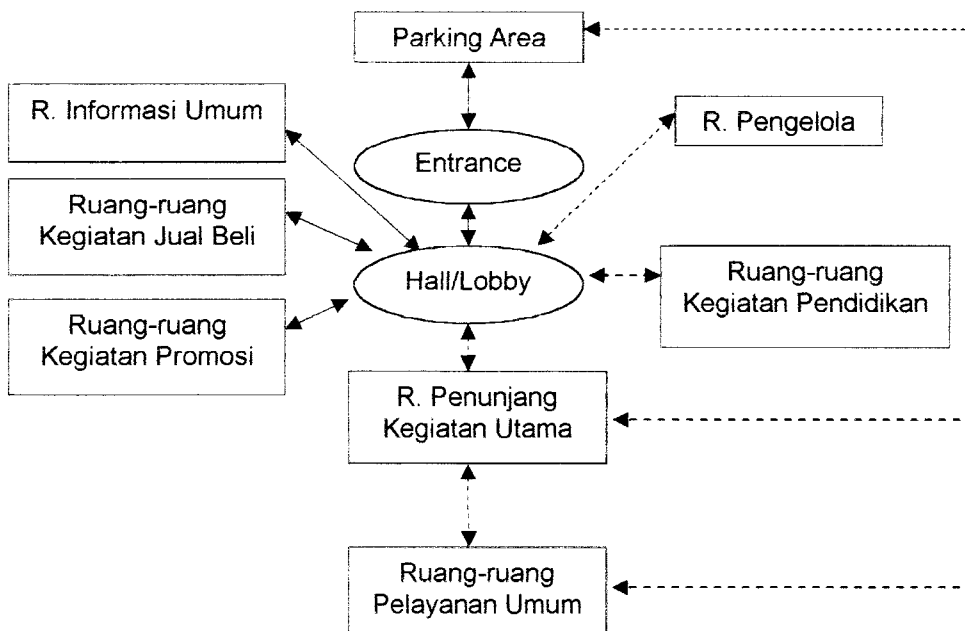 Parking Area
R. Informasi Umum
R. Pengelola
Entrance
Ruang-ruang
Kegiatan Jual Beli
Hall/Lobby
Ruang-ruang
Kegiatan Pendidikan
Ruang-ruang
Kegiatan Promosi
R. Penunjang
Kegiatan Utama
Ruang-ruang
Pelayanan Umum